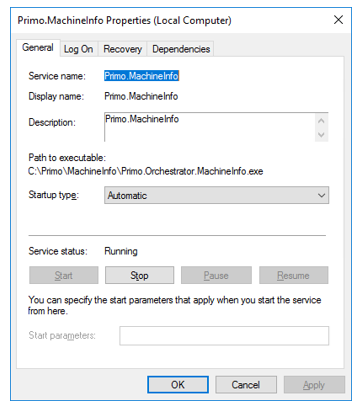 Primo.MachineInfo Properties (Local Computer)
General Log On Recovery Dependencies
Service name: Primo.MachineInfo
Display name: Primo.MachineInfo
Description: Primo.MachineInfo
Path to executable:
C:\Primo\MachineInfo\Primo.Orchestrator.MachineInfo.exe
Startup type: Automatic
Service status: Running
Start Stop Pause Resume
You can specify the start parameters that apply when you start the service
from here.
Start parameters:
OK Cancel Apply